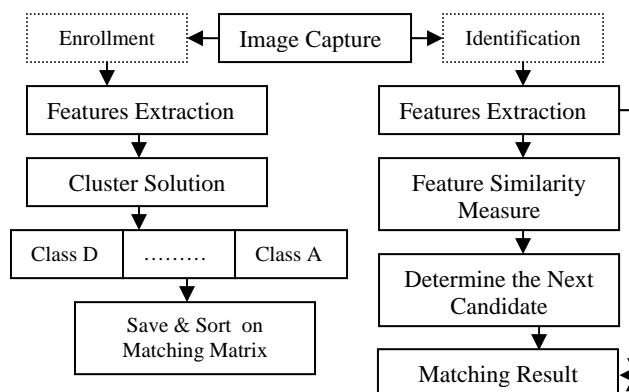 Enrollment
Image Capture
Identification
Features Extraction
Features Extraction
Cluster Solution
Feature Similarity
Measure
Class D
………
Class A
Determine the Next
Candidate
Save & Sort on
Matching Matrix
Matching Result